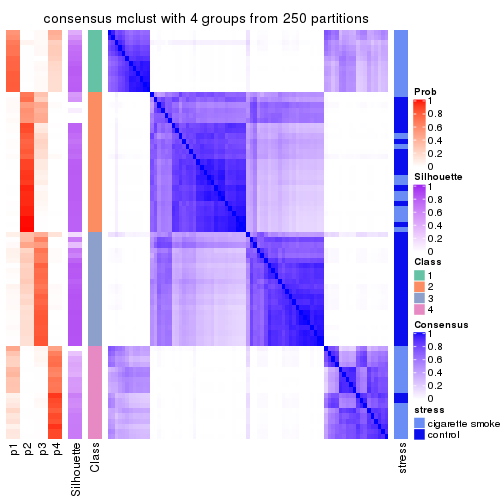 consensus mclust with 4 groups from 250 partitions
Prob
1
0.8
0.6
0.4
0.2
0
Silhouette
1
0.8
0.6
0.4
0.2
0
Class
1
2
3
4
Consensus
1
0.8
0.6
0.4
0.2
0
stress
cigarette smoke
control
p1
p2
p3
p4
Silhouette
Class
stress